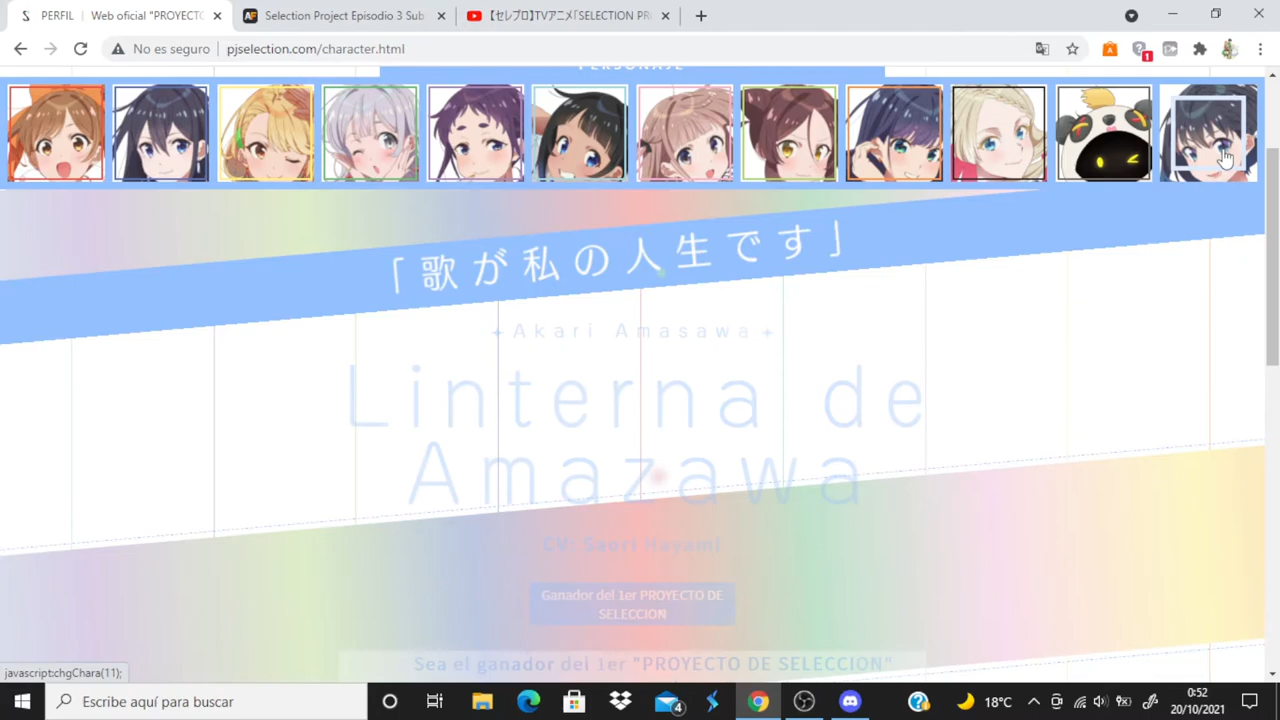 PERFIL | Web oficial "PROYECTO
Selection Project Episodio 3 Sub
【セレプロ】TVアニメ『SELECTION PR
No es seguro
pjselection.com/character.html
1
PERSONAJE
「歌が私の人生です」
Akari Amasawa
Linterna de
Amazawa
CV: Saori Hayami
Ganador del 1er PROYECTO DE
SELECCION
Sea el ganador del 1er "PROYECTO DE SELECCION"
javascript:chgChara(11);
Escribe aquí para buscar
4
18°C
0:52
20/10/2021